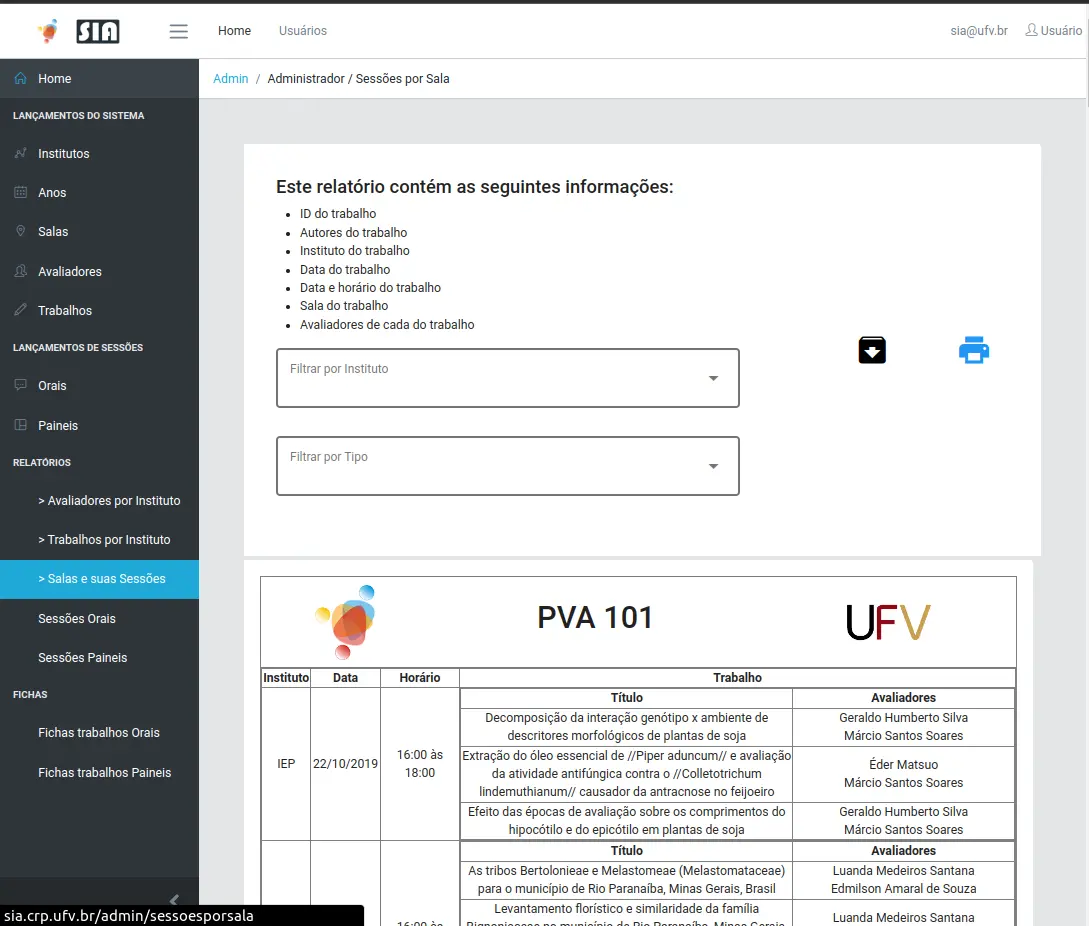 SIA
Home
Usuários
sia@ufv.br
Usuário
Home
Admin / Administrador / Sessões por Sala
LANÇAMENTOS DO SISTEMA
Institutos
Anos
Salas
Avaliadores
Trabalhos
LANÇAMENTOS DE SESSÕES
Orais
Paineis
RELATÓRIOS
> Avaliadores por Instituto
> Trabalhos por Instituto
> Salas e suas Sessões
Sessões Orais
Sessões Paineis
FICHAS
Fichas trabalhos Orais
Fichas trabalhos Paineis
sia.crp.ufv.br/admin/sessoesporsala
Este relatório contém as seguintes informações:
ID do trabalho
Autores do trabalho
Instituto do trabalho
Data do trabalho
Data e horário do trabalho
Sala do trabalho
Avaliadores de cada do trabalho
Filtrar por Instituto
Filtrar por Tipo
PVA 101
UFV
Instituto
Data
Horário
Trabalho
Título
Avaliadores
IEP
22/10/2019
16:00 às
18:00
Decomposição da interação genótipo x ambiente de
descritores morfológicos de plantas de soja
Geraldo Humberto Silva
Márcio Santos Soares
Extração do óleo essencial de //Piper aduncum// e avaliação
da atividade antifúngica contra o //Colletotrichum
lindemuthianum// causador da antracnose no feijoeiro
Éder Matsuo
Márcio Santos Soares
Efeito das épocas de avaliação sobre os comprimentos do
hipocótilo e do epicótilo em plantas de soja
Geraldo Humberto Silva
Márcio Santos Soares
Título
Avaliadores
As tribos Bertolonieae e Melastomeae (Melastomataceae)
para o município de Rio Paranaíba, Minas Gerais, Brasil
Luanda Medeiros Santana
Edmilson Amaral de Souza
Levantamento florístico e similaridade da família
Bignoniaceae no município de Rio Paranaíba, Minas Gerais
Luanda Medeiros Santana
16:00 às